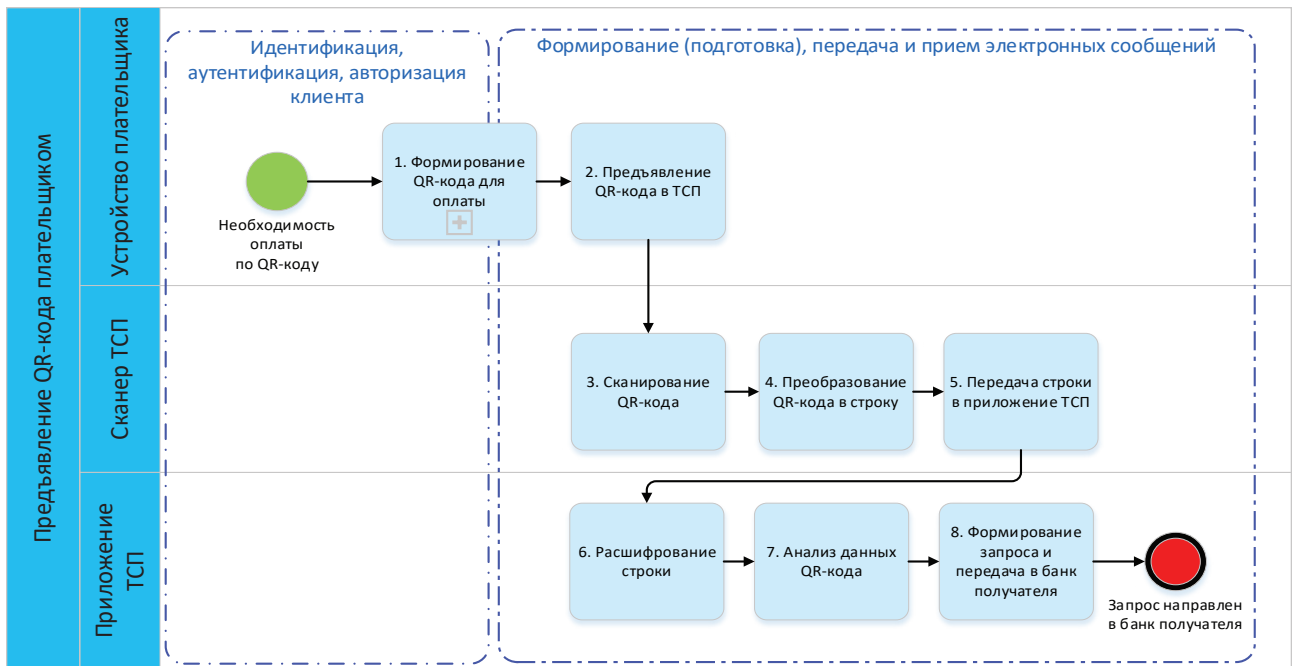 Предъявление QR-кода плательщиком
Устройство плательщика
Идентификация,
аутентификация, авторизация
клиента
Формирование (подготовка), передача и прием электронных сообщений
Необходимость
оплаты
по QR-коду
1. Формирование
QR-кода для
оплаты
2. Предъявление
QR-кода в ТСП
Сканер ТСП
3. Сканирование
QR-кода
4. Преобразование
QR-кода в строку
5. Передача строки
в приложение ТСП
Приложение
ТСП
6. Расшифрование
строки
7. Анализ данных
QR-кода
8. Формирование
запроса и
передача в банк
получателя
Запрос направлен
в банк получателя